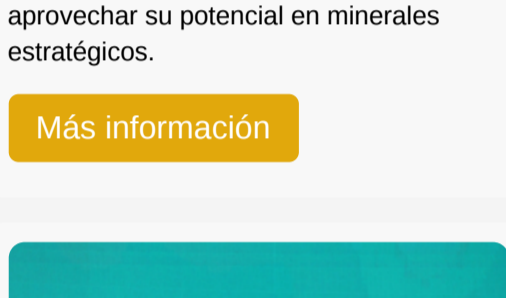 aprovechar su potencial en minerales
estratégicos.
Más información